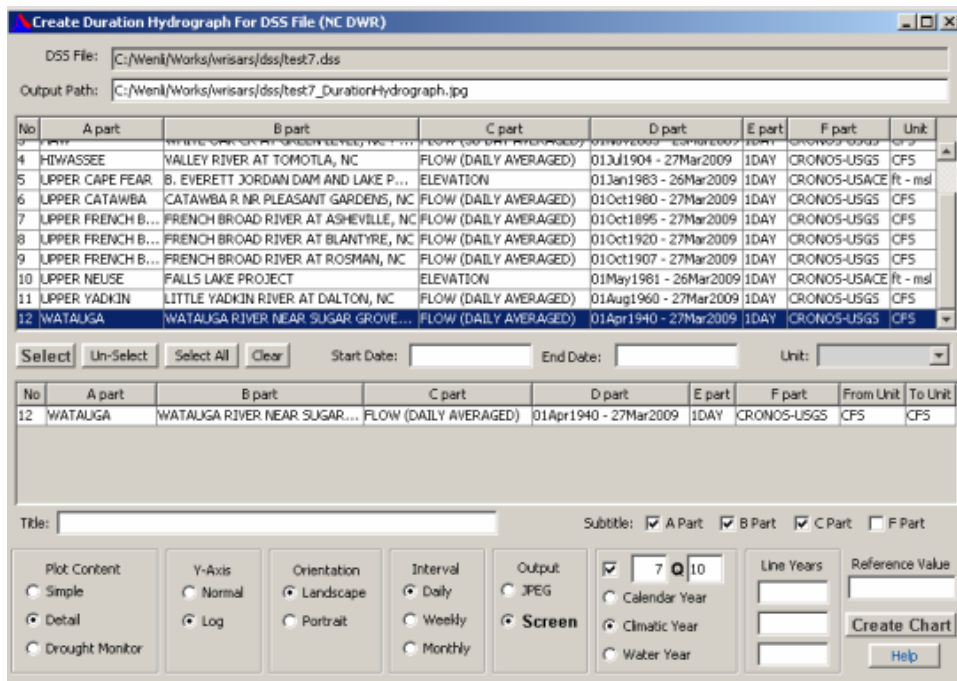 Create Duration Hydrograph For DSS File (NC DWR)
DSS File: C:/Wenli/Works/wrisars/dss/test7.dss
Output Path: C:/Wenli/Works/wrisars/dss/test7_DurationHydrograph.jpg
No A part B part C part D part E part F part Unit
4 HIWASSEE VALLEY RIVER AT TOMOTLA, NC FLOW (DAILY AVERAGED) 01Jul1904 - 27Mar2009 1DAY CRONOS-USGS CFS
5 UPPER CAPE FEAR B. EVERETT JORDAN DAM AND LAKE P... ELEVATION 01Jan1983 - 26Mar2009 1DAY CRONOS-USACE ft - msl
6 UPPER CATAWBA CATAWBA R NR PLEASANT GARDENS, NC FLOW (DAILY AVERAGED) 01Oct1980 - 27Mar2009 1DAY CRONOS-USGS CFS
7 UPPER FRENCH B... FRENCH BROAD RIVER AT ASHEVILLE, NC FLOW (DAILY AVERAGED) 01Oct1895 - 27Mar2009 1DAY CRONOS-USGS CFS
8 UPPER FRENCH B... FRENCH BROAD RIVER AT BLANTYRE, NC FLOW (DAILY AVERAGED) 01Oct1920 - 27Mar2009 1DAY CRONOS-USGS CFS
9 UPPER FRENCH B... FRENCH BROAD RIVER AT ROSMAN, NC FLOW (DAILY AVERAGED) 01Oct1907 - 27Mar2009 1DAY CRONOS-USGS CFS
10 UPPER NEUSE FALLS LAKE PROJECT ELEVATION 01May1981 - 26Mar2009 1DAY CRONOS-USACE ft - msl
11 UPPER YADKIN LITTLE YADKIN RIVER AT DALTON, NC FLOW (DAILY AVERAGED) 01Aug1960 - 27Mar2009 1DAY CRONOS-USGS CFS
12 WATAUGA WATAUGA RIVER NEAR SUGAR GROVE... FLOW (DAILY AVERAGED) 01Apr1940 - 27Mar2009 1DAY CRONOS-USGS CFS
Select Un-Select Select All Clear Start Date: End Date: Unit:
No A part B part C part D part E part F part From Unit To Unit
12 WATAUGA WATAUGA RIVER NEAR SUGAR... FLOW (DAILY AVERAGED) 01Apr1940 - 27Mar2009 1DAY CRONOS-USGS CFS CFS
Title: Subtitle: A Part B Part C Part F Part
Plot Content
Simple
Detail
Drought Monitor
Y-Axis
Normal
Log
Orientation
Landscape
Portrait
Interval
Daily
Weekly
Monthly
Output
JPEG
Screen
7 Q 10
Calendar Year
Climatic Year
Water Year
Line Years
Reference Value
Create Chart
Help